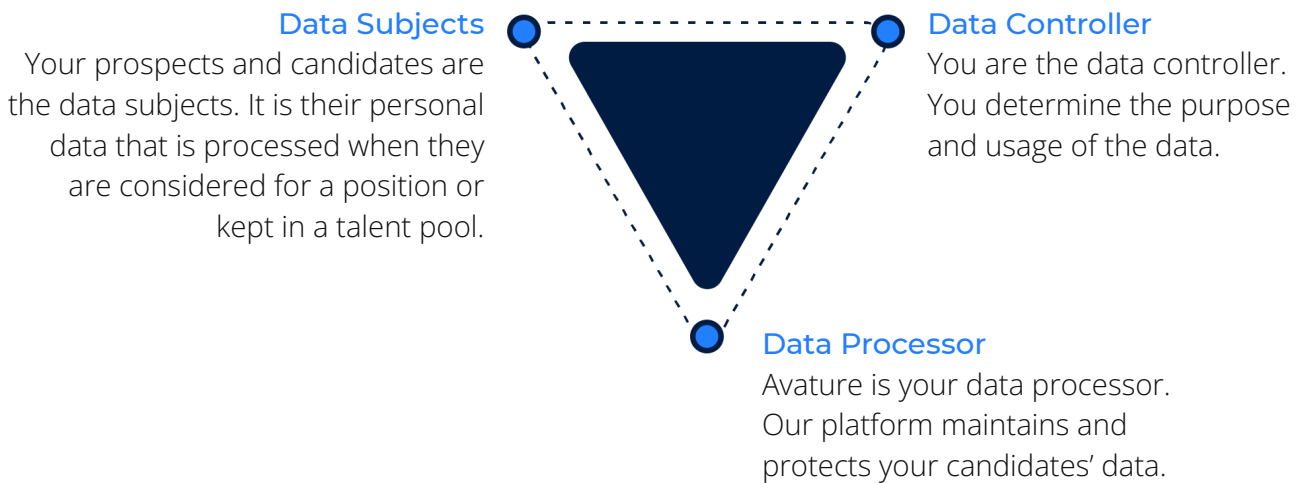 Data Subjects
Your prospects and candidates are
the data subjects. It is their personal
data that is processed when they
are considered for a position or
kept in a talent pool.
Data Controller
You are the data controller.
You determine the purpose
and usage of the data.
Data Processor
Avature is your data processor.
Our platform maintains and
protects your candidates’ data.